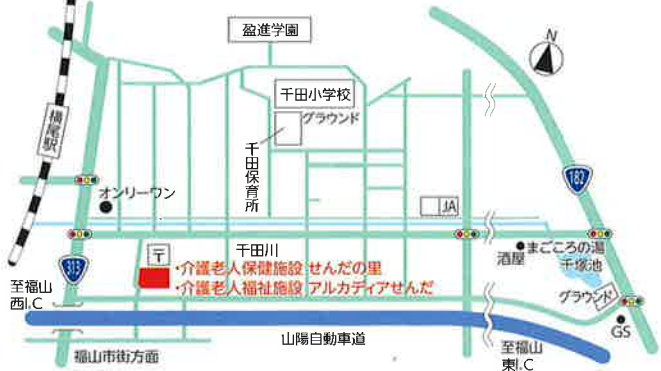 盈進学園
N
千田小学校
グラウンド
横尾駅
千田保育所
182
オンリーワン
JA
千田川
酒屋
まごころの湯
千塚池
〒
・介護老人保健施設 せんだの里
・介護老人福祉施設 アルカディアせんだ
313
至福山
西I.C
グラウンド
GS
山陽自動車道
至福山
東I.C
福山市街方面